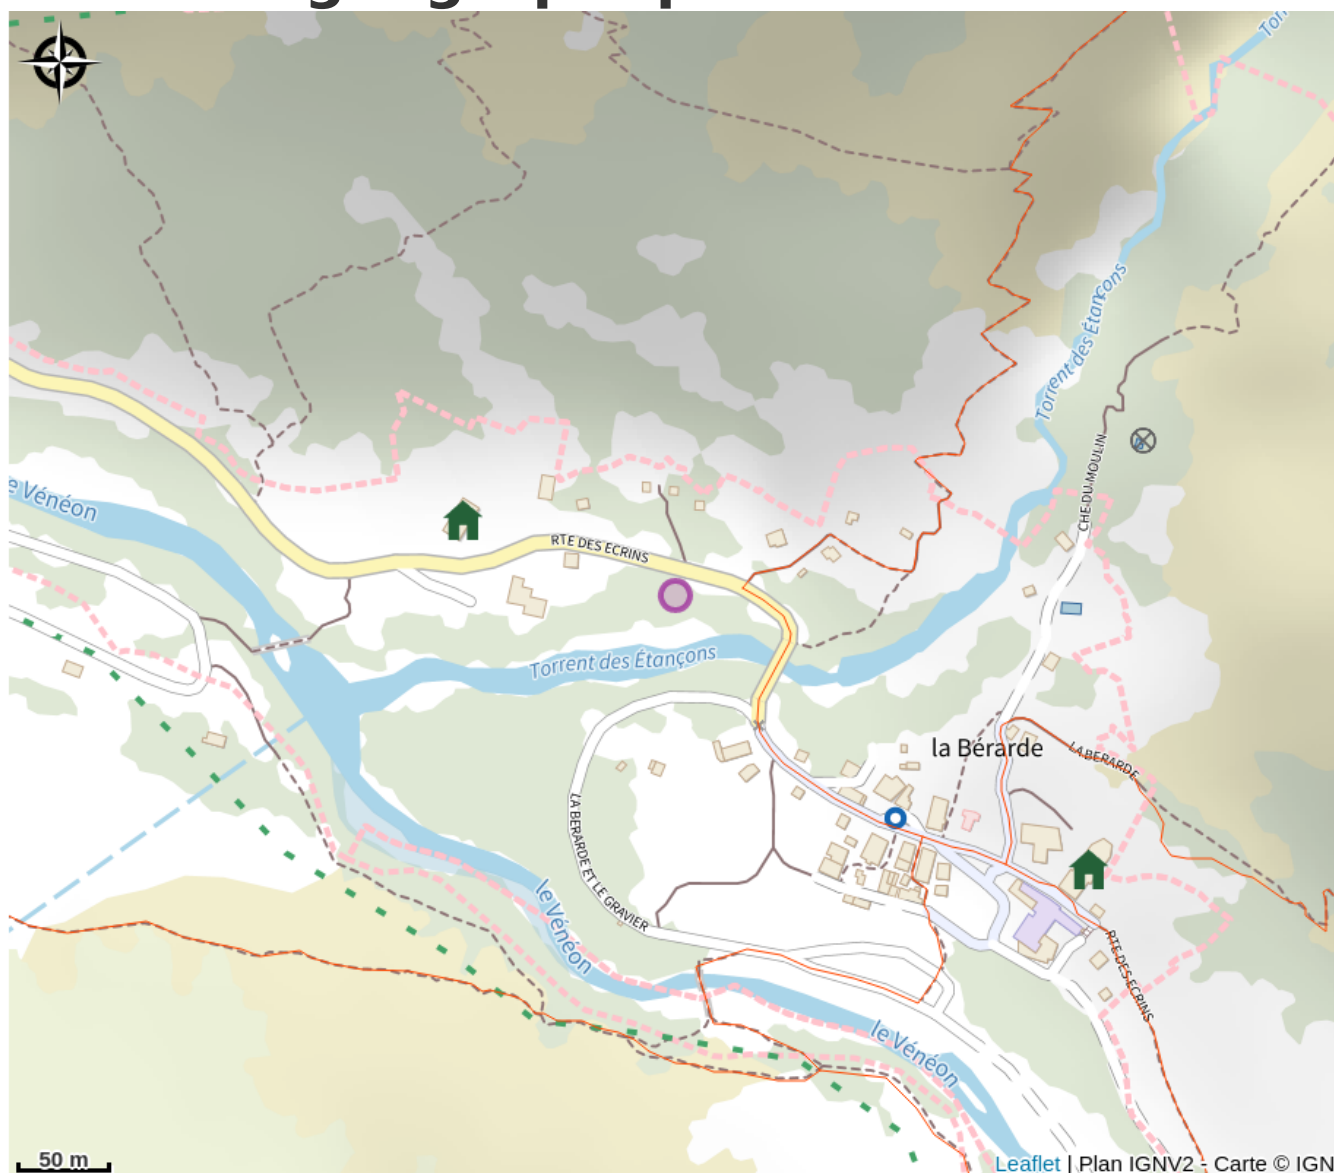 Torrent des Étançons
CHE DU MOULIN
e Vénéon
RTE DES ECRINS
Torrent des Étançons
la Bérarde
LA BERARDE
LA BERARDE ET LE GRAVIER
le Vénéon
RTE DES ECRINS
le Vénéon
50 m
Leaflet | Plan IGNV2 - Carte © IGN